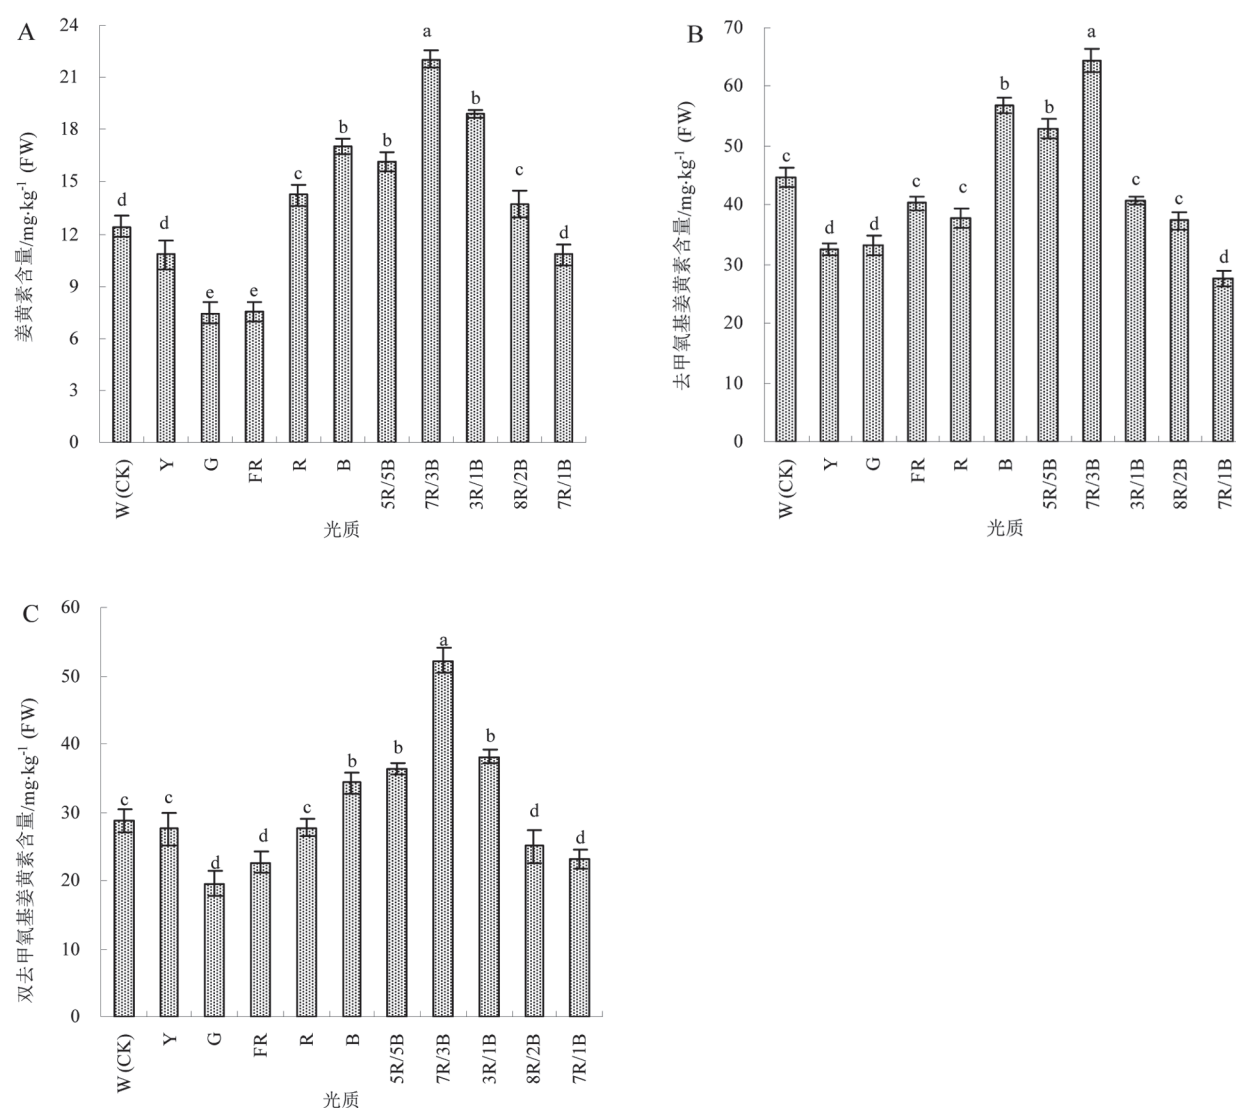 A
姜黄素含量/mg·kg⁻¹ (FW)
24
21
18
15
12
9
6
3
0
d
d
e
e
c
b
b
a
b
c
d
W (CK)
Y
G
FR
R
B
5R/5B
7R/3B
3R/1B
8R/2B
7R/1B
光质
B
去甲氧基姜黄素含量/mg·kg⁻¹ (FW)
70
60
50
40
30
20
10
0
c
d
d
c
c
b
b
a
c
c
d
W (CK)
Y
G
FR
R
B
5R/5B
7R/3B
3R/1B
8R/2B
7R/1B
光质
C
双去甲氧基姜黄素含量/mg·kg⁻¹ (FW)
60
50
40
30
20
10
0
c
c
d
d
c
b
b
a
b
d
d
W (CK)
Y
G
FR
R
B
5R/5B
7R/3B
3R/1B
8R/2B
7R/1B
光质